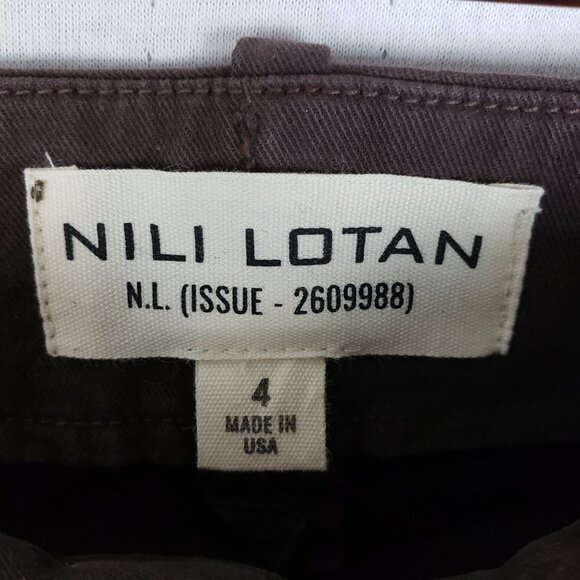 NILI LOTAN
N.L. (ISSUE - 2609988)
4
MADE IN
USA